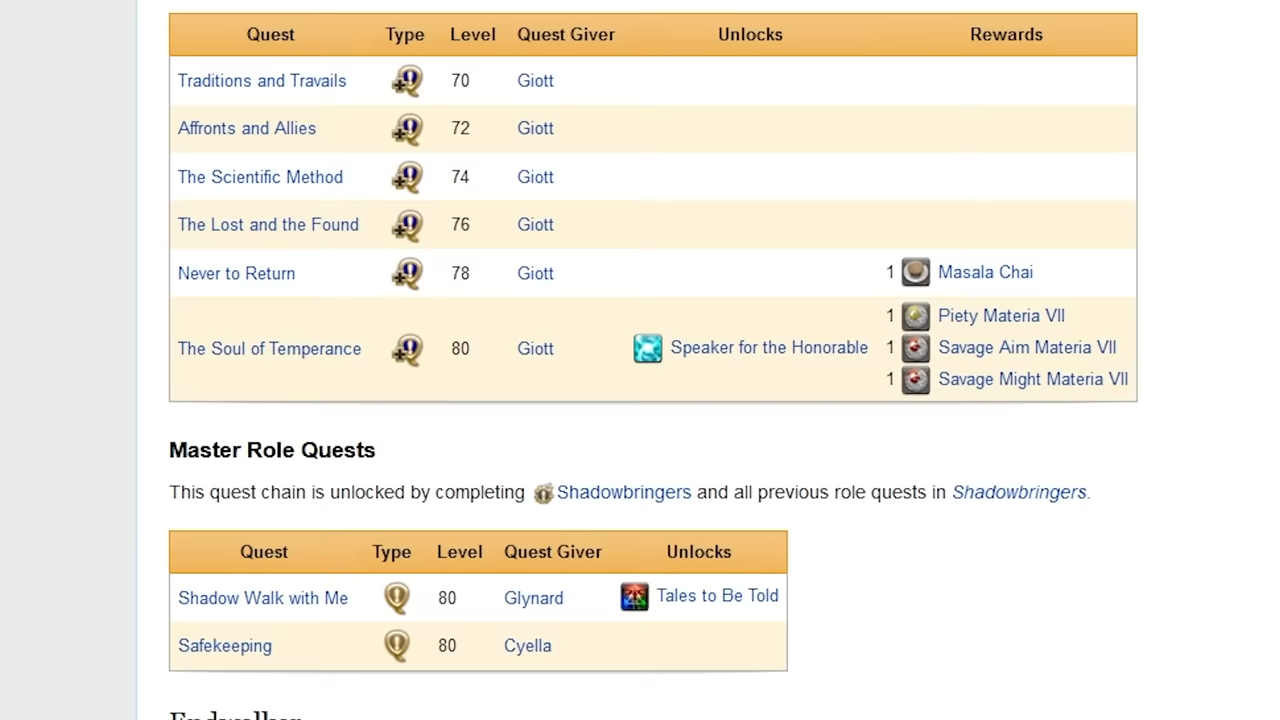 Quest Type Level Quest Giver Unlocks Rewards
Traditions and Travails 70 Giott
Affronts and Allies 72 Giott
The Scientific Method 74 Giott
The Lost and the Found 76 Giott
Never to Return 78 Giott 1 Masala Chai
The Soul of Temperance 80 Giott Speaker for the Honorable 1 Piety Materia VII
1 Savage Aim Materia VII
1 Savage Might Materia VII
Master Role Quests
This quest chain is unlocked by completing Shadowbringers and all previous role quests in Shadowbringers.
Quest Type Level Quest Giver Unlocks
Shadow Walk with Me 80 Glynard Tales to Be Told
Safekeeping 80 Cyella
Endwalker